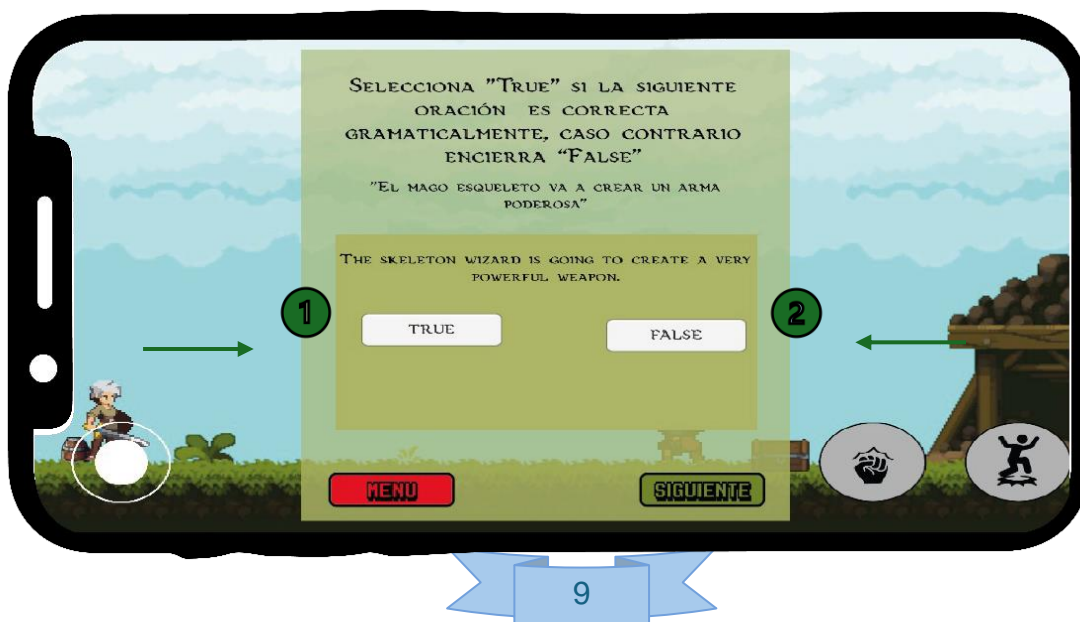 Selecciona "True" si la siguiente
oración es correcta
gramaticalmente, caso contrario
encierra "False"
"El mago esqueleto va a crear un arma
poderosa"
The skeleton wizard is going to create a very
powerful weapon.
1
2
TRUE
FALSE
MENU
SIGUIENTE
9